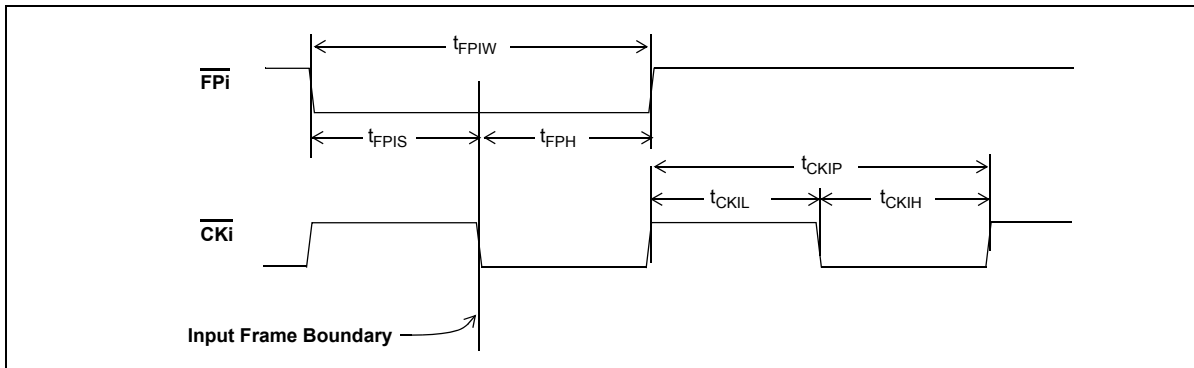 tFPIW
FPi
tFPIS
tFPH
tCKIP
tCKIL
tCKIH
CKi
Input Frame Boundary